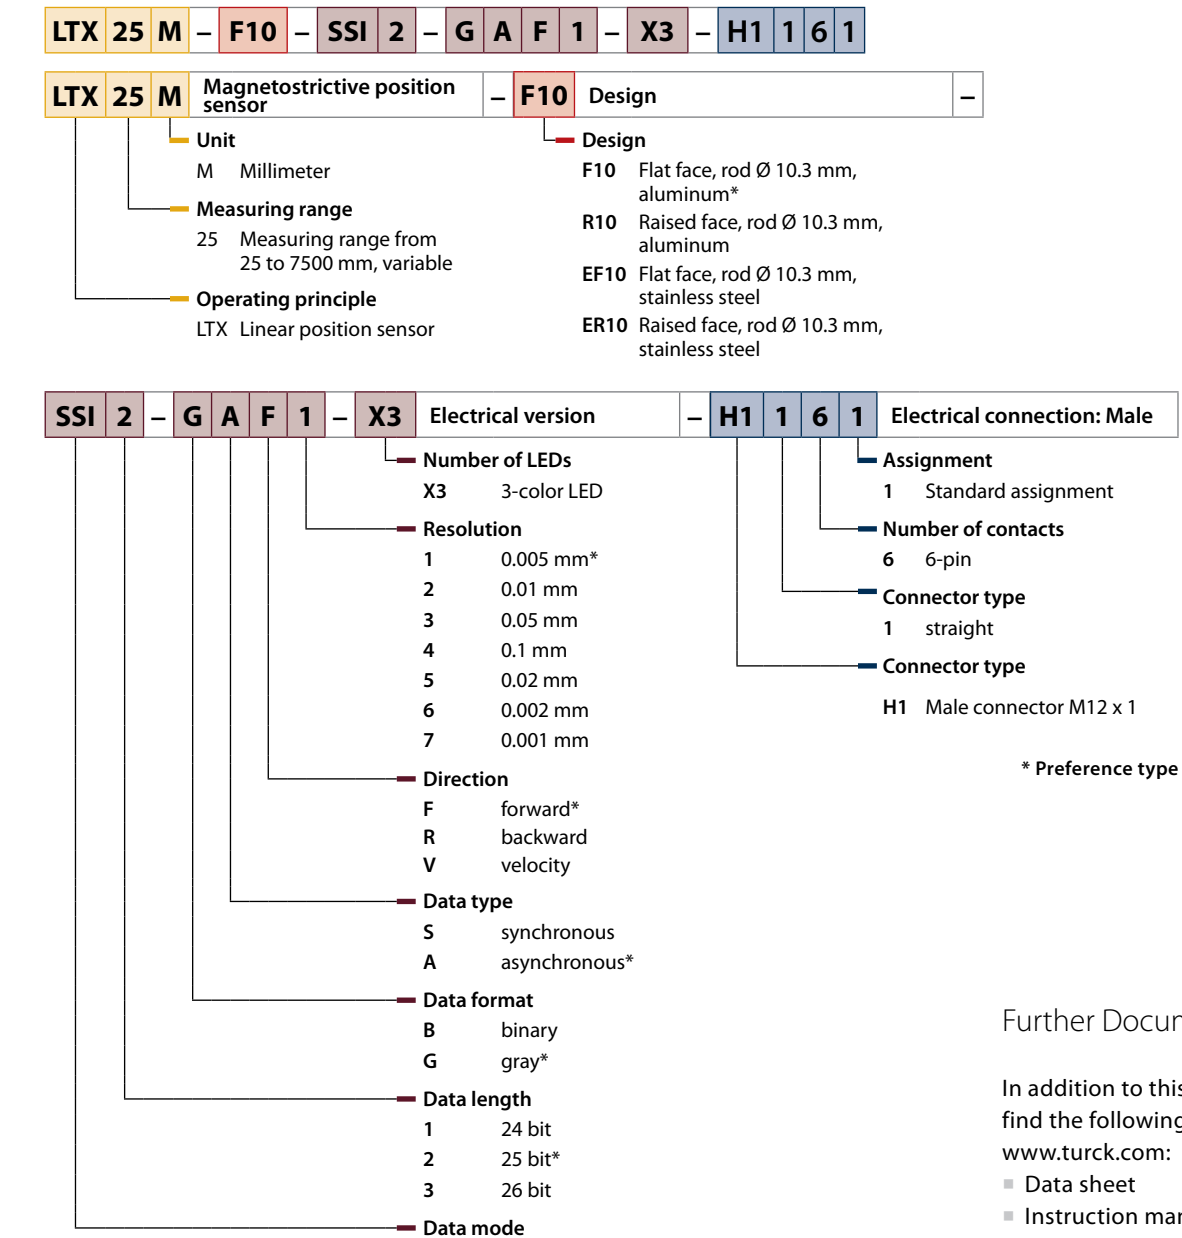 LTX 25 M – F10 – SSI 2 – G A F 1 – X3 – H1 1 6 1
LTX 25 M Magnetostrictive position sensor – F10 Design –
Unit
M Millimeter
Measuring range
25 Measuring range from
25 to 7500 mm, variable
Operating principle
LTX Linear position sensor
Design
F10 Flat face, rod Ø 10.3 mm,
aluminum*
R10 Raised face, rod Ø 10.3 mm,
aluminum
EF10 Flat face, rod Ø 10.3 mm,
stainless steel
ER10 Raised face, rod Ø 10.3 mm,
stainless steel
SSI 2 – G A F 1 – X3 Electrical version – H1 1 6 1 Electrical connection: Male
Number of LEDs
X3 3-color LED
Resolution
1 0.005 mm*
2 0.01 mm
3 0.05 mm
4 0.1 mm
5 0.02 mm
6 0.002 mm
7 0.001 mm
Direction
F forward*
R backward
V velocity
Data type
S synchronous
A asynchronous*
Data format
B binary
G gray*
Data length
1 24 bit
2 25 bit*
3 26 bit
Data mode
Assignment
1 Standard assignment
Number of contacts
6 6-pin
Connector type
1 straight
Connector type
H1 Male connector M12 x 1
* Preference type
Further Docum
In addition to this
find the following
www.turck.com:
Data sheet
Instruction man